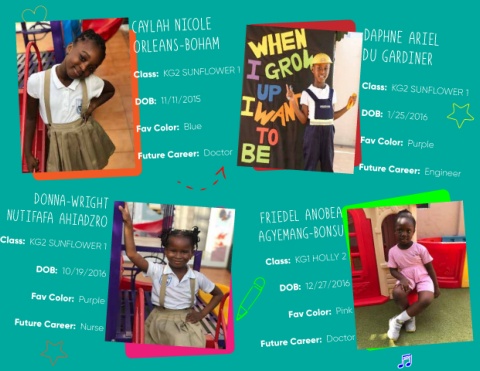 CAYLAH NICOLE
ORLEANS-BOHAM
Class: KG2 SUNFLOWER 1
DOB: 11/11/2015
Fav Color: Blue
Future Career: Doctor
WHEN
I GROW
UP
I WANT
TO
BE
DAPHNE ARIEL
DU GARDINER
Class: KG2 SUNFLOWER 1
DOB: 1/25/2016
Fav Color: Purple
Future Career: Engineer
DONNA-WRIGHT
NUTIFAFA AHIADZRO
Class: KG2 SUNFLOWER 1
DOB: 10/19/2016
Fav Color: Purple
Future Career: Nurse
FRIEDEL ANOBEA
AGYEMANG-BONSU
Class: KG1 HOLLY 2
DOB: 12/27/2016
Fav Color: Pink
Future Career: Doctor